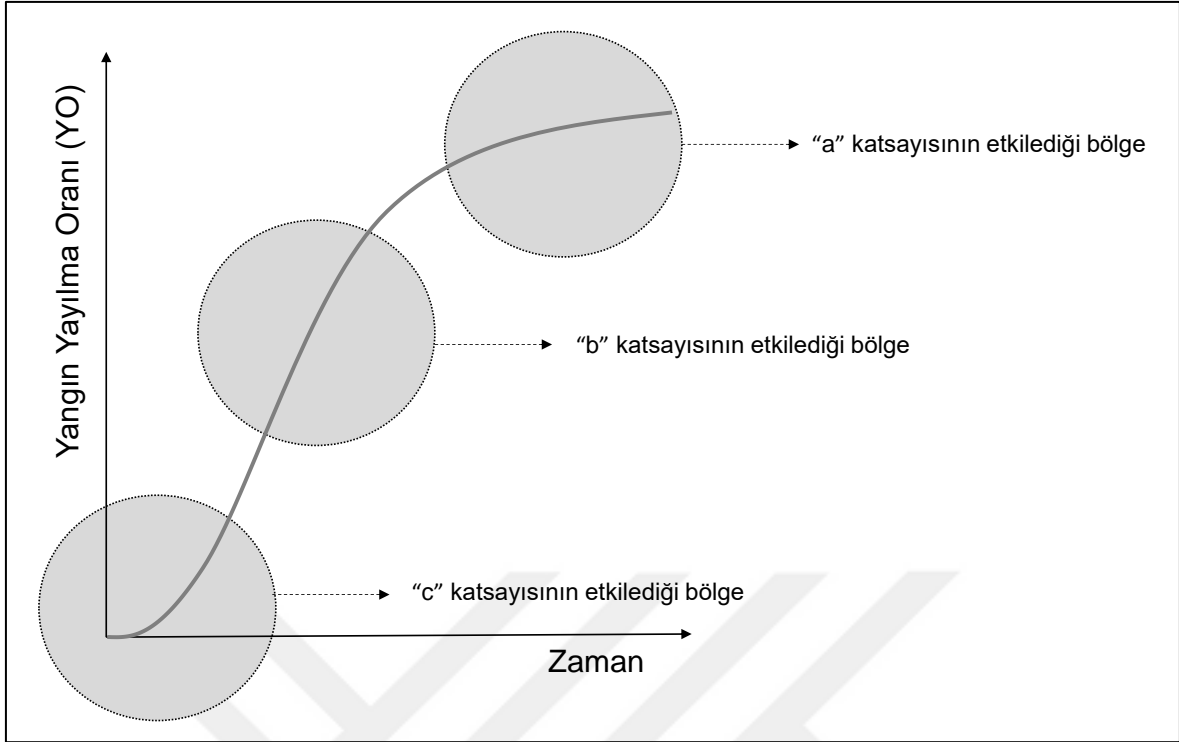 Yangın Yayılma Oranı (YO)
“a” katsayısının etkilediği bölge
“b” katsayısının etkilediği bölge
“c” katsayısının etkilediği bölge
Zaman